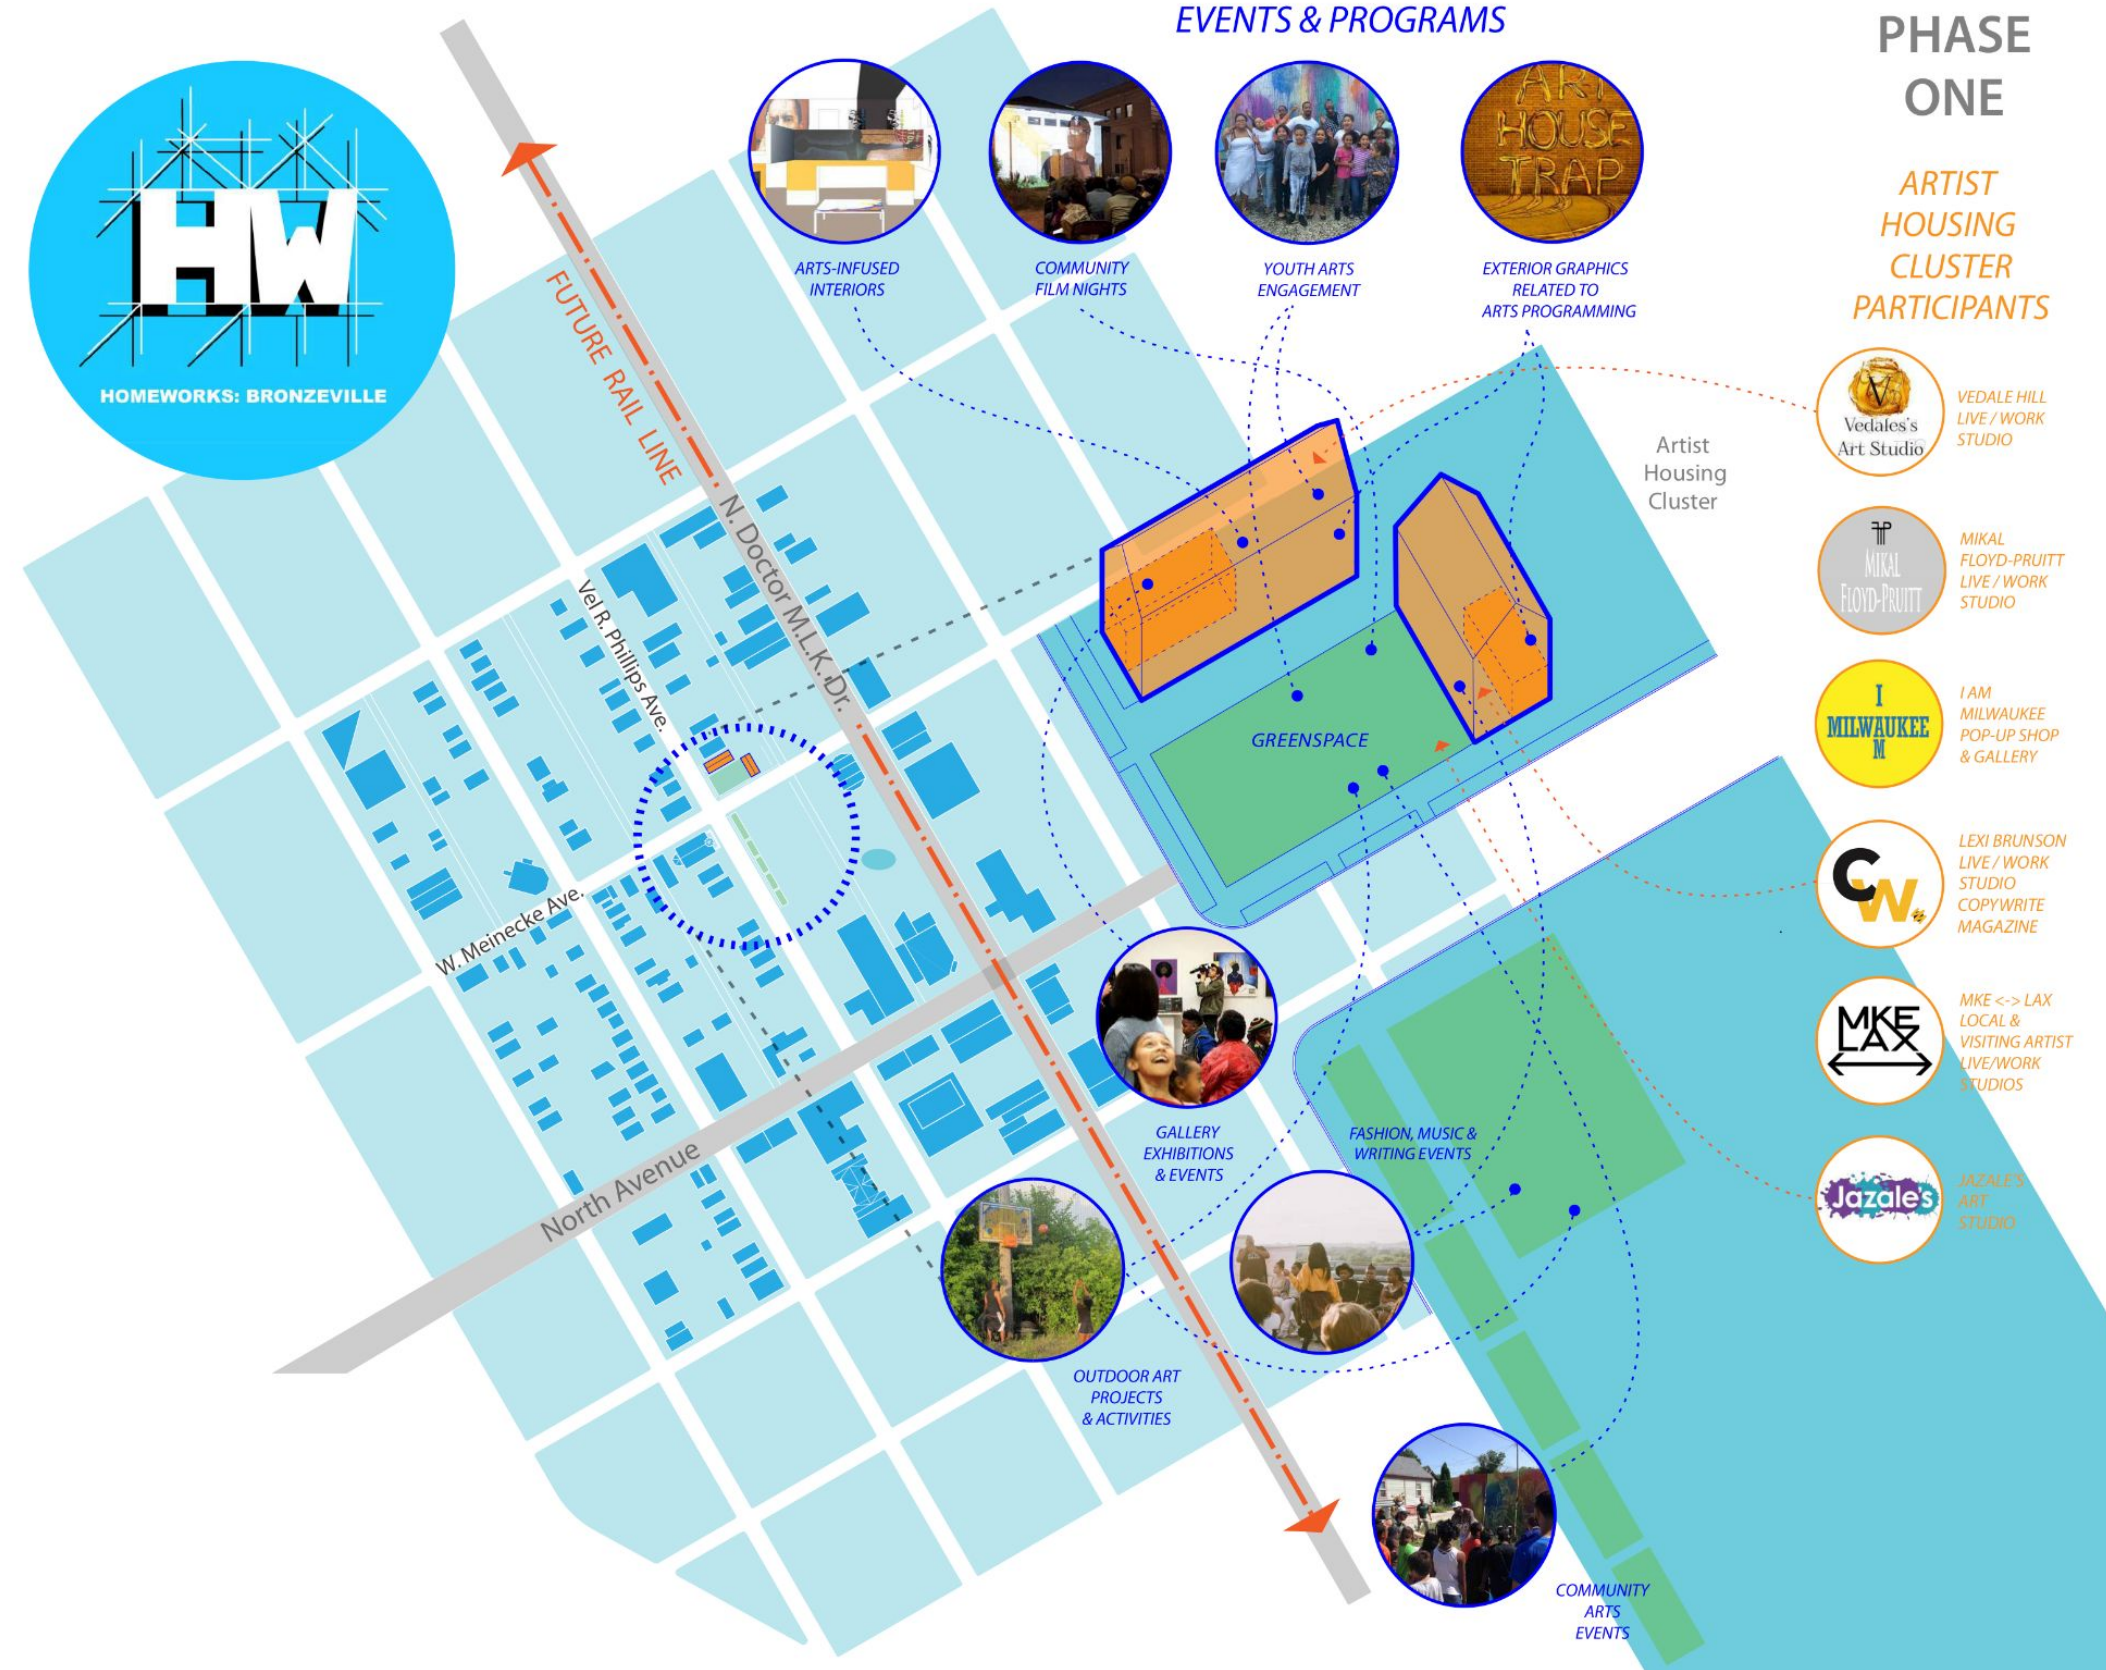 EVENTS & PROGRAMS
PHASE
ONE
ARTIST
HOUSING
CLUSTER
PARTICIPANTS
HW
HOMEWORKS: BRONZEVILLE
ART
HOUSE
TRAP
ARTS-INFUSED
INTERIORS
COMMUNITY
FILM NIGHTS
YOUTH ARTS
ENGAGEMENT
EXTERIOR GRAPHICS
RELATED TO
ARTS PROGRAMMING
FUTURE RAIL LINE
N. Doctor M.L.K. Dr.
Vel R. Phillips Ave.
W. Meinecke Ave.
North Avenue
Artist
Housing
Cluster
GREENSPACE
V
Vedales's
Art Studio
VEDALE HILL
LIVE / WORK
STUDIO
MIKAL
FLOYD-PRUITT
MIKAL
FLOYD-PRUITT
LIVE / WORK
STUDIO
I
MILWAUKEE
M
I AM
MILWAUKEE
POP-UP SHOP
& GALLERY
CW
LEXI BRUNSON
LIVE / WORK
STUDIO
COPYWRITE
MAGAZINE
MKE
LAX
MKE <-> LAX
LOCAL &
VISITING ARTIST
LIVE/WORK
STUDIOS
Jazale's
JAZALE'S
ART
STUDIO
GALLERY
EXHIBITIONS
& EVENTS
FASHION, MUSIC &
WRITING EVENTS
OUTDOOR ART
PROJECTS
& ACTIVITIES
COMMUNITY
ARTS
EVENTS